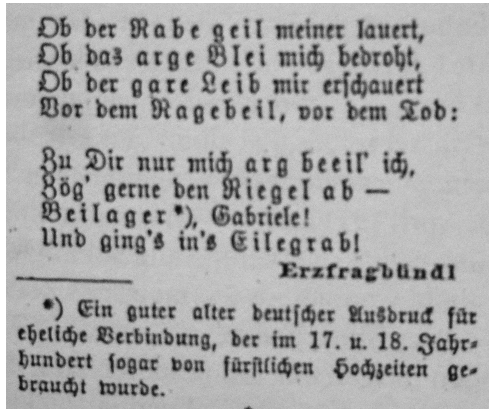 Ob der Rabe geil meiner lauert,
Ob das arge Blei mich bedroht,
Ob der gare Leib mir erschauert
Vor dem Ragebeil, vor dem Tod:
Zu Dir nur mich arg beeil' ich,
Zög' gerne den Riegel ab —
Beilager*), Gabriele!
Und ging's in's Eilegrab!
Erzfragbündl
*) Ein guter alter deutscher Ausdruck für
eheliche Verbindung, der im 17. u. 18. Jahr-
hundert sogar von fürstlichen Hochzeiten ge-
braucht wurde.